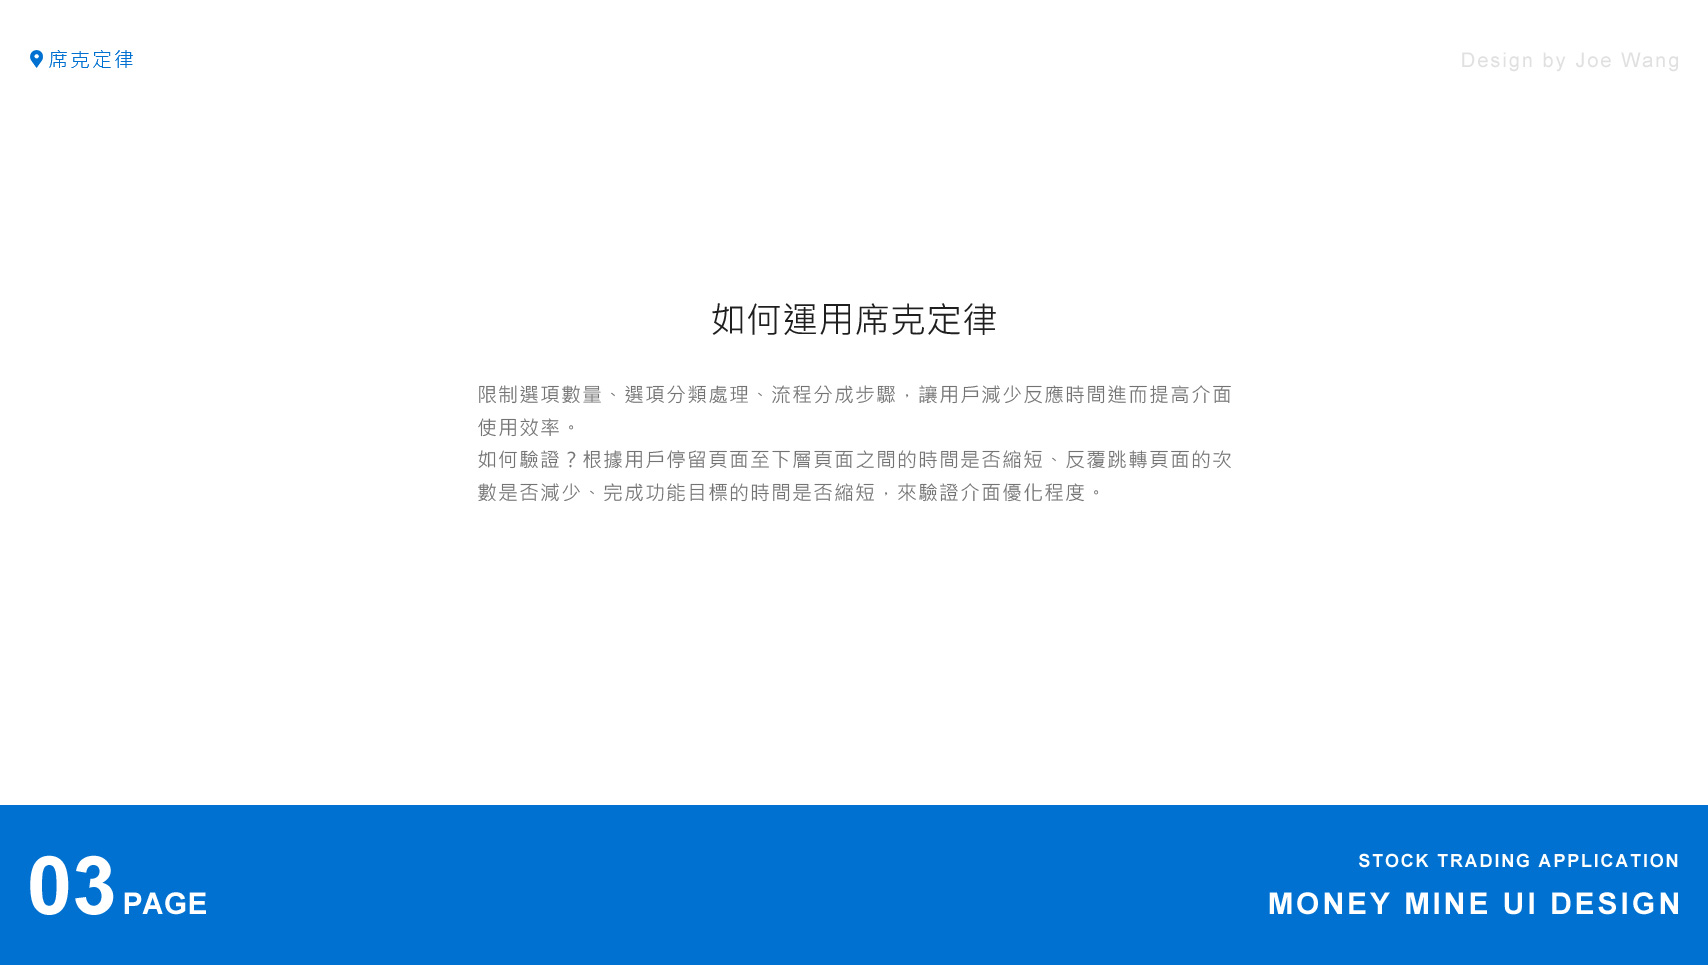 席克定律
Design by Joe Wang
如何運用席克定律
限制選項數量、選項分類處理、流程分成步驟，讓用戶減少反應時間進而提高介面
使用效率。
如何驗證？根據用戶停留頁面至下層頁面之間的時間是否縮短、反覆跳轉頁面的次
數是否減少、完成功能目標的時間是否縮短，來驗證介面優化程度。
03 PAGE
STOCK TRADING APPLICATION
MONEY MINE UI DESIGN